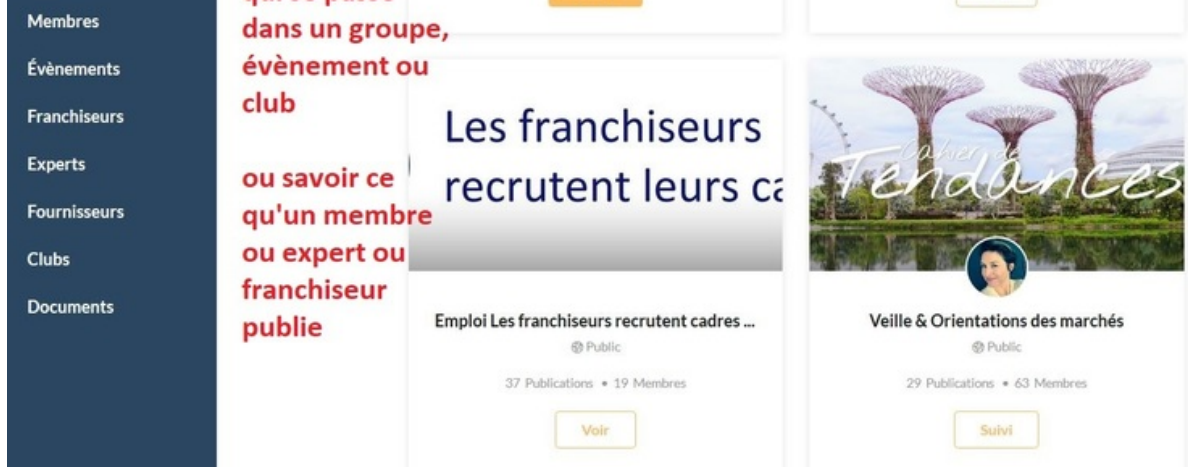 Membres
Évènements
Franchiseurs
Experts
Fournisseurs
Clubs
Documents
dans un groupe,
évènement ou
club
ou savoir ce
qu'un membre
ou expert ou
franchiseur
publie
Les franchiseurs
recrutent leurs ca
Emploi Les franchiseurs recrutent cadres ...
Public
37 Publications • 19 Membres
Voir
Cahier de
Tendances
Veille & Orientations des marchés
Public
29 Publications • 63 Membres
Suivi